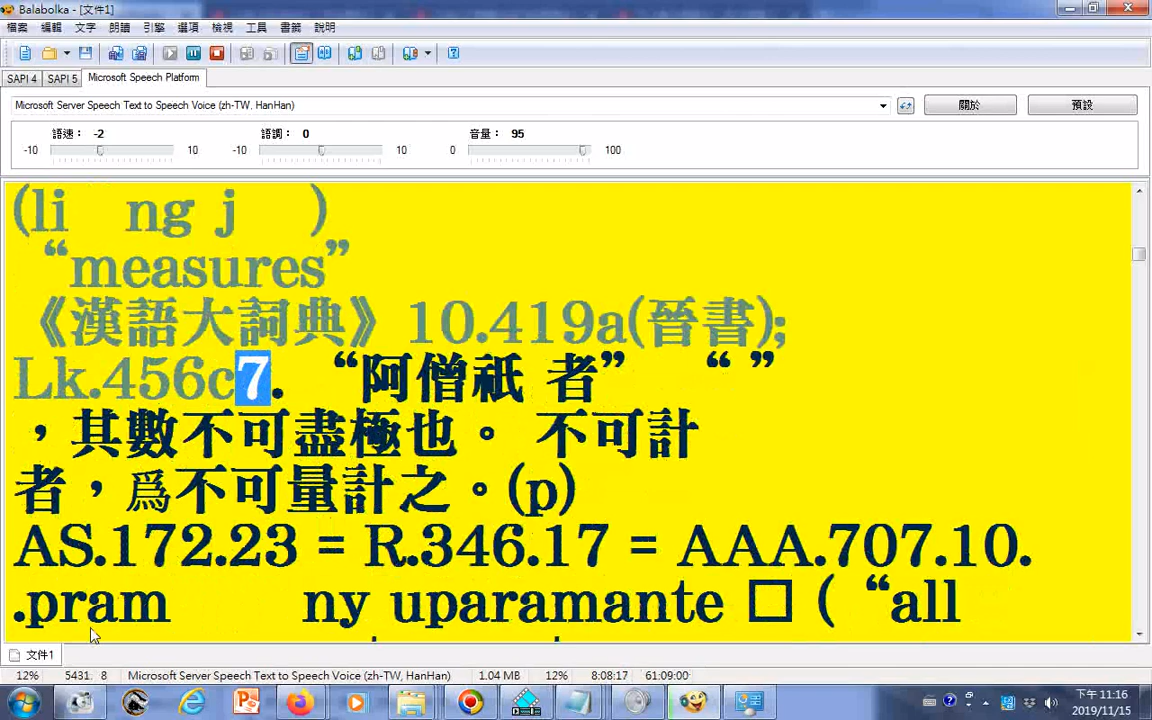 Balabolka - [文件1]
檔案 編輯 文字 朗讀 引擎 選項 檢視 工具 書籤 說明
SAPI 4 SAPI 5 Microsoft Speech Platform
Microsoft Server Speech Text to Speech Voice (zh-TW, HanHan) 關於 預設
語速： -2 語調： 0 音量： 95
-10 10 -10 10 0 100
(li ng j )
“measures”
《漢語大詞典》 10.419a(晉書);
Lk.456c7. “阿僧祇 者” “ ”
，其數不可盡極也。 不可計
者，爲不可量計之。(p)
AS.172.23 = R.346.17 = AAA.707.10.
.pram ny uparamante □ ( “all
文件1
12% 5431. 8 Microsoft Server Speech Text to Speech Voice (zh-TW, HanHan) 1.04 MB 12% 8:08:17 61:09:00
下午 11:16
2019/11/15